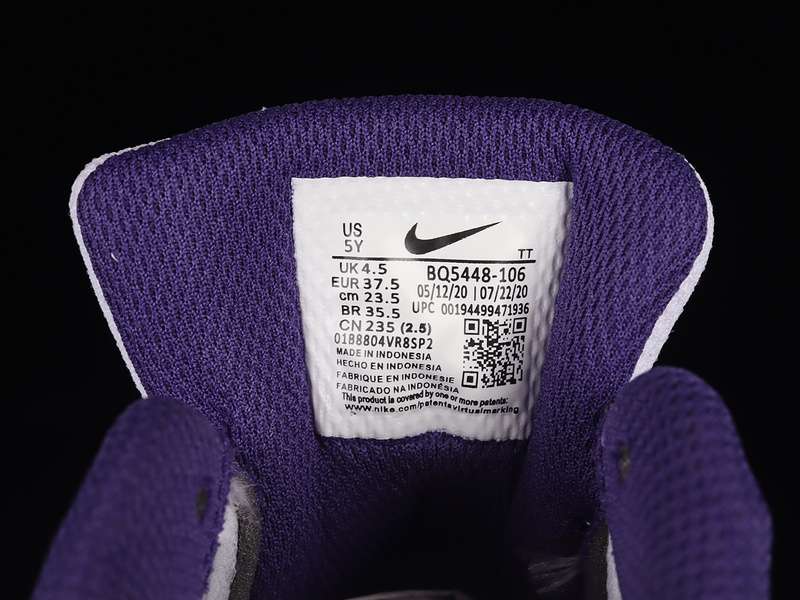 US
5Y
TT
UK 4.5
EUR 37.5
cm 23.5
BR 35.5
CN 235 (2.5)
BQ5448-106
05/12/20 | 07/22/20
UPC 00194499471936
01B8804VR8SP2
MADE IN INDONESIA
HECHO EN INDONESIA
FABRIQUE EN INDONESIE
FABRICADO NA INDONÉSIA
This product is covered by one or more patents:
www.nike.com/patentsvirtualmarking